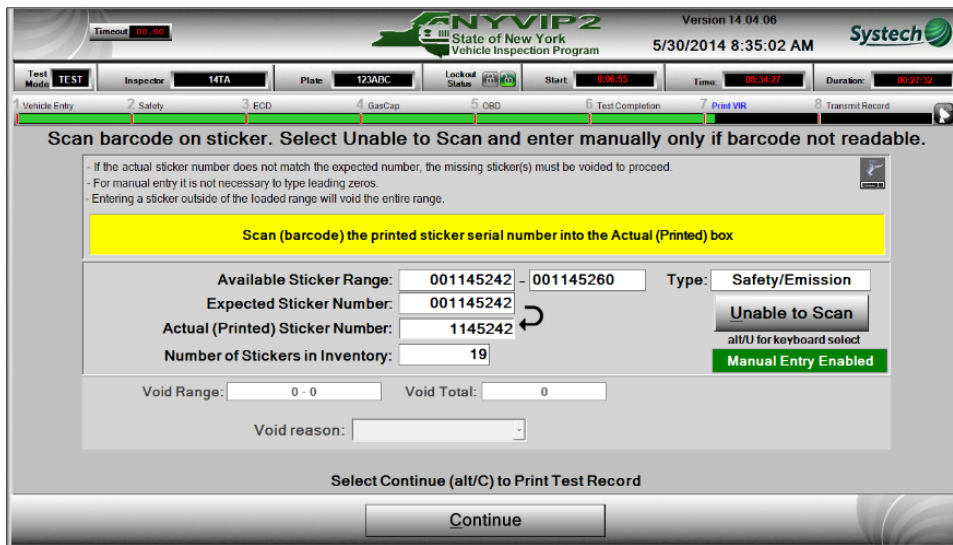 Timeout 00:00
NYVIP2
State of New York
Vehicle Inspection Program
Version 14.04.06
5/30/2014 8:35:02 AM
Systech
Test Mode TEST
Inspector 14TA
Plate 123ABC
Lockout Status
Start 8:06:55
Time: 08:34:27
Duration: 00:27:32
1 Vehicle Entry
2 Safety
3 ECD
4 GasCap
5 OBD
6 Test Completion
7 Print VIR
8 Transmit Record
Scan barcode on sticker. Select Unable to Scan and enter manually only if barcode not readable.
- If the actual sticker number does not match the expected number, the missing sticker(s) must be voided to proceed.
- For manual entry it is not necessary to type leading zeros.
- Entering a sticker outside of the loaded range will void the entire range.
Scan (barcode) the printed sticker serial number into the Actual (Printed) box
Available Sticker Range: 001145242 - 001145260
Type: Safety/Emission
Expected Sticker Number: 001145242
Unable to Scan
Actual (Printed) Sticker Number: 1145242
alt/U for keyboard select
Number of Stickers in Inventory: 19
Manual Entry Enabled
Void Range: 0 - 0
Void Total: 0
Void reason:
Select Continue (alt/C) to Print Test Record
Continue